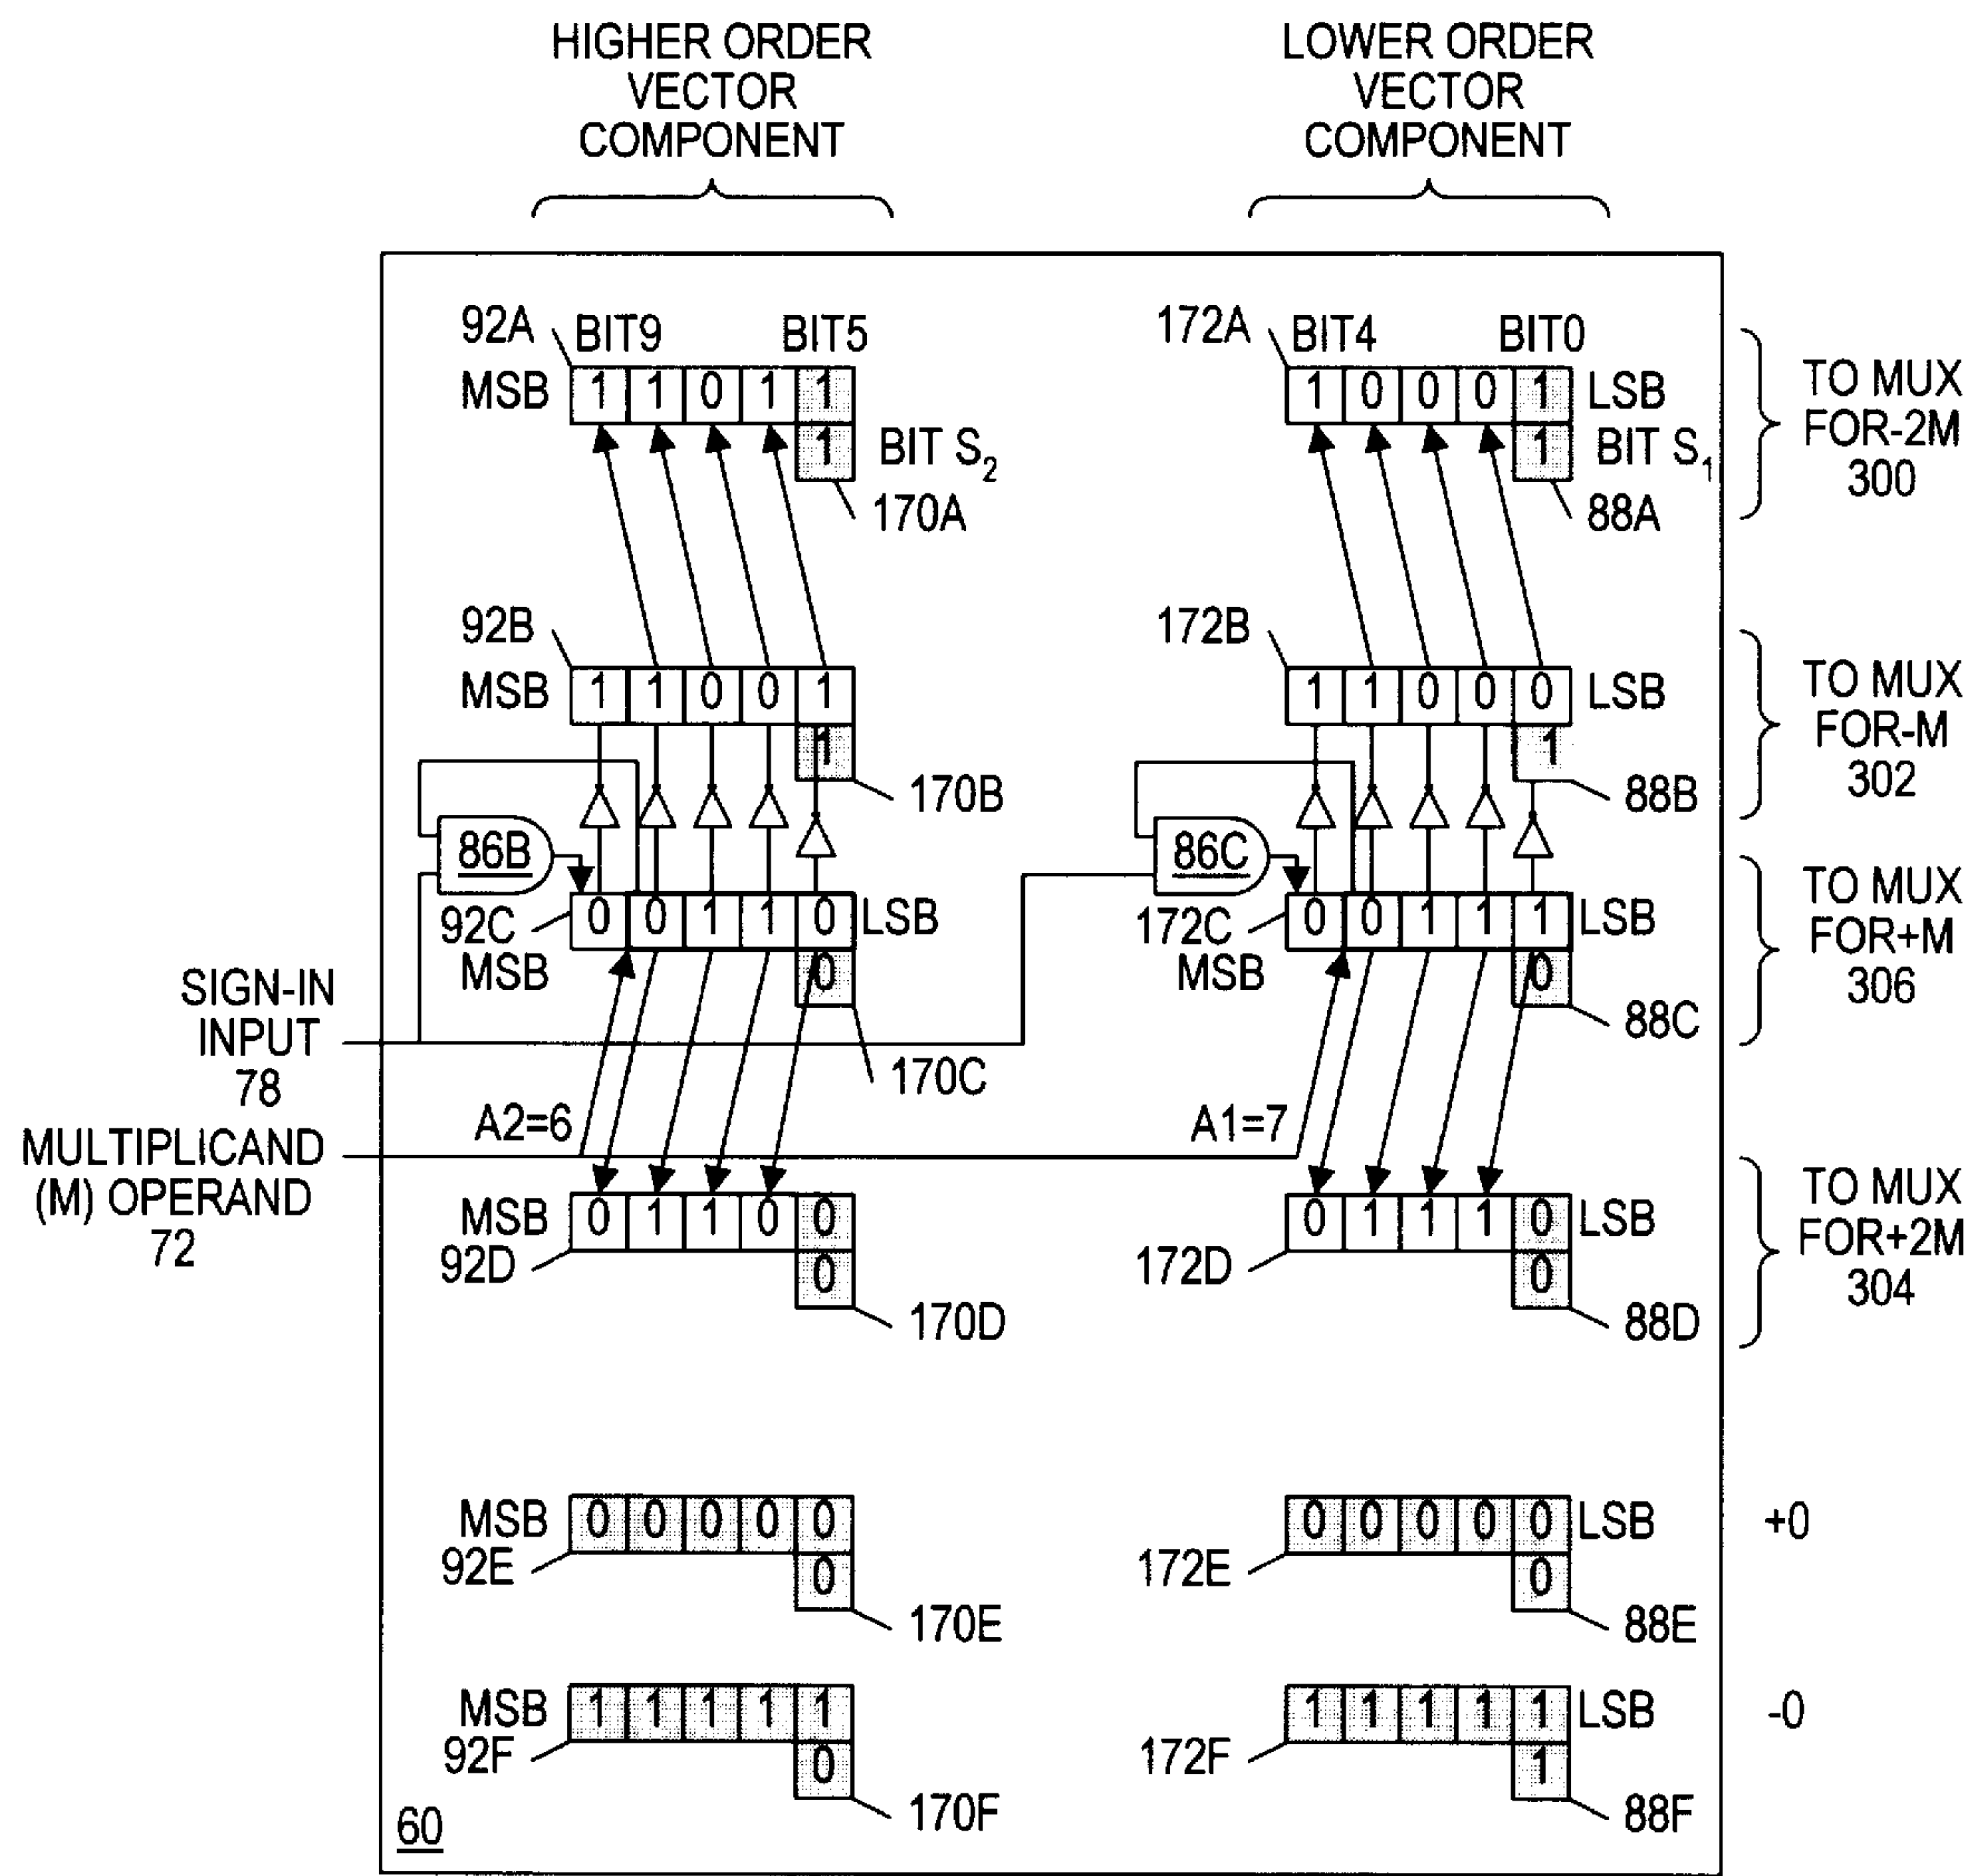 HIGHER ORDER
VECTOR
COMPONENT
LOWER ORDER
VECTOR
COMPONENT
92A
BIT9
BIT5
172A
BIT4
BIT0
MSB
1 1 0 1 1
1 0 0 0 1
LSB
1
BIT S2
1
BIT S1
170A
88A
TO MUX
FOR-2M
300
92B
172B
MSB
1 1 0 0 1
1 1 0 0 0
LSB
1
1
170B
88B
TO MUX
FOR-M
302
86B
86C
92C
0 0 1 1 0
LSB
172C
0 0 1 1 1
LSB
MSB
0
MSB
0
170C
88C
TO MUX
FOR+M
306
SIGN-IN
INPUT
78
A2=6
A1=7
MULTIPLICAND
(M) OPERAND
72
MSB
0 1 1 0 0
0 1 1 1 0
LSB
92D
0
172D
0
170D
88D
TO MUX
FOR+2M
304
MSB
0 0 0 0 0
0 0 0 0 0
LSB
+0
92E
0
172E
0
170E
88E
MSB
1 1 1 1 1
1 1 1 1 1
LSB
-0
92F
0
172F
1
170F
88F
60